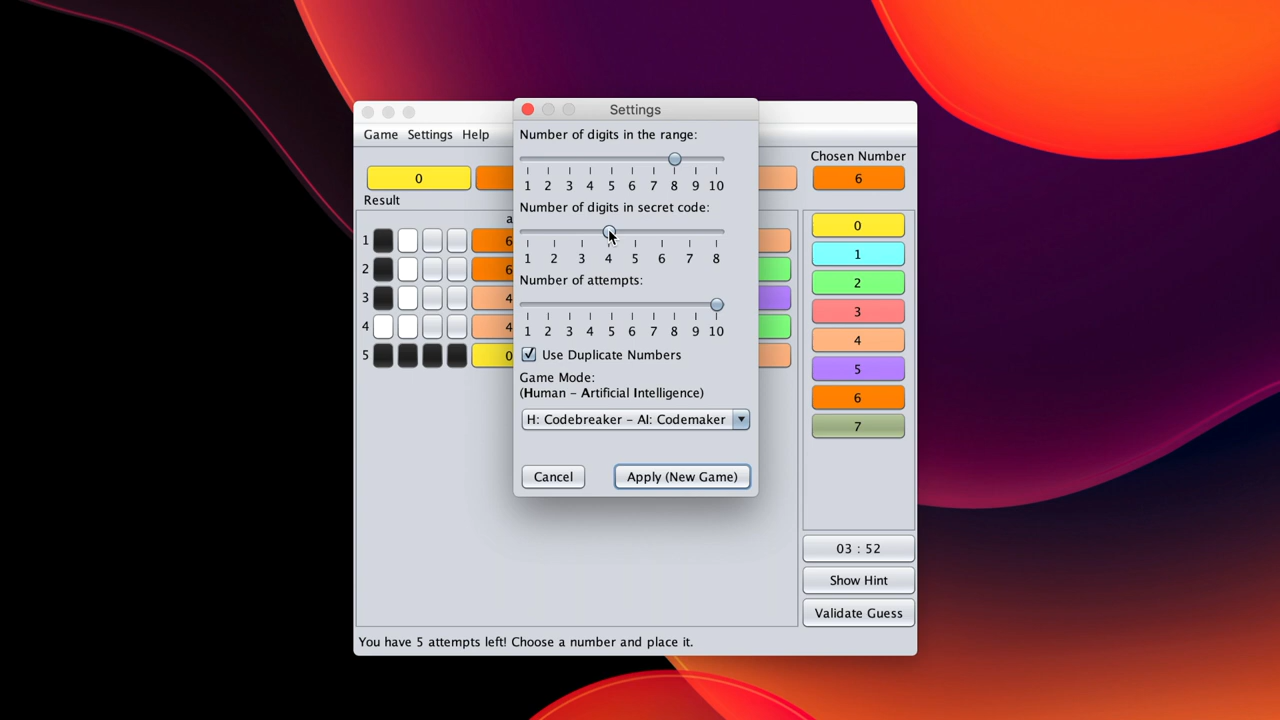 Settings
Game Settings Help
Number of digits in the range:
1 2 3 4 5 6 7 8 9 10
Number of digits in secret code:
1 2 3 4 5 6 7 8
Number of attempts:
1 2 3 4 5 6 7 8 9 10
Use Duplicate Numbers
Game Mode:
(Human - Artificial Intelligence)
H: Codebreaker - AI: Codemaker
Cancel Apply (New Game)
0
Result
a
1 6
2 6
3 4
4 4
5 0
Chosen Number
6
0
1
2
3
4
5
6
7
03 : 52
Show Hint
Validate Guess
You have 5 attempts left! Choose a number and place it.